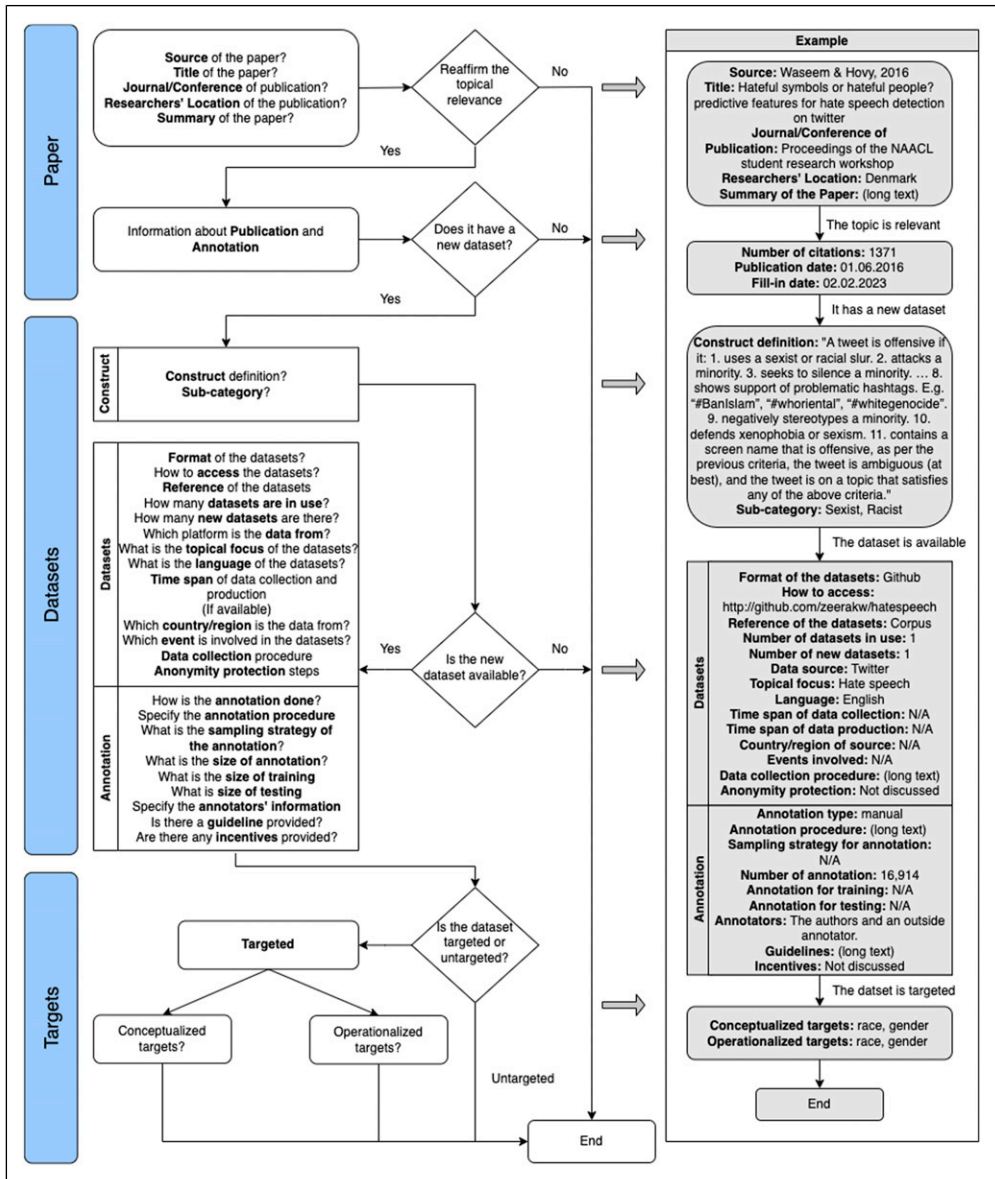 Paper
Source of the paper?
Title of the paper?
Journal/Conference of publication?
Researchers' Location of the publication?
Summary of the paper?
Reaffirm the
topical
relevance
No
Yes
Information about Publication and
Annotation
Does it have a
new dataset?
No
Yes
Datasets
Construct
Construct definition?
Sub-category?
Datasets
Format of the datasets?
How to access the datasets?
Reference of the datasets
How many datasets are in use?
How many new datasets are there?
Which platform is the data from?
What is the topical focus of the datasets?
What is the language of the datasets?
Time span of data collection and
production
(If available)
Which country/region is the data from?
Which event is involved in the datasets?
Data collection procedure
Anonymity protection steps
Yes
Is the new
dataset available?
No
Annotation
How is the annotation done?
Specify the annotation procedure
What is the sampling strategy of
the annotation?
What is the size of annotation?
What is the size of training
What is size of testing
Specify the annotators' information
Is there a guideline provided?
Are there any incentives provided?
Targets
Is the dataset
targeted or
untargeted?
Targeted
Conceptualized
targets?
Operationalized
targets?
Untargeted
End
Example
Source: Waseem & Hovy, 2016
Title: Hateful symbols or hateful people?
predictive features for hate speech detection
on twitter
Journal/Conference of
Publication: Proceedings of the NAACL
student research workshop
Researchers' Location: Denmark
Summary of the Paper: (long text)
The topic is relevant
Number of citations: 1371
Publication date: 01.06.2016
Fill-in date: 02.02.2023
It has a new dataset
Construct definition: "A tweet is offensive if
it: 1. uses a sexist or racial slur. 2. attacks a
minority. 3. seeks to silence a minority. … 8.
shows support of problematic hashtags. E.g.
“#BanIslam”, “#whoriental”, “#whitegenocide”.
9. negatively stereotypes a minority. 10.
defends xenophobia or sexism. 11. contains a
screen name that is offensive, as per the
previous criteria, the tweet is ambiguous (at
best), and the tweet is on a topic that satisfies
any of the above criteria."
Sub-category: Sexist, Racist
The dataset is available
Datasets
Format of the datasets: Github
How to access:
http://github.com/zeerakw/hatespeech
Reference of the datasets: Corpus
Number of datasets in use: 1
Number of new datasets: 1
Data source: Twitter
Topical focus: Hate speech
Language: English
Time span of data collection: N/A
Time span of data production: N/A
Country/region of source: N/A
Events involved: N/A
Data collection procedure: (long text)
Anonymity protection: Not discussed
Annotation
Annotation type: manual
Annotation procedure: (long text)
Sampling strategy for annotation:
N/A
Number of annotation: 16,914
Annotation for training: N/A
Annotation for testing: N/A
Annotators: The authors and an outside
annotator.
Guidelines: (long text)
Incentives: Not discussed
The datset is targeted
Conceptualized targets: race, gender
Operationalized targets: race, gender
End